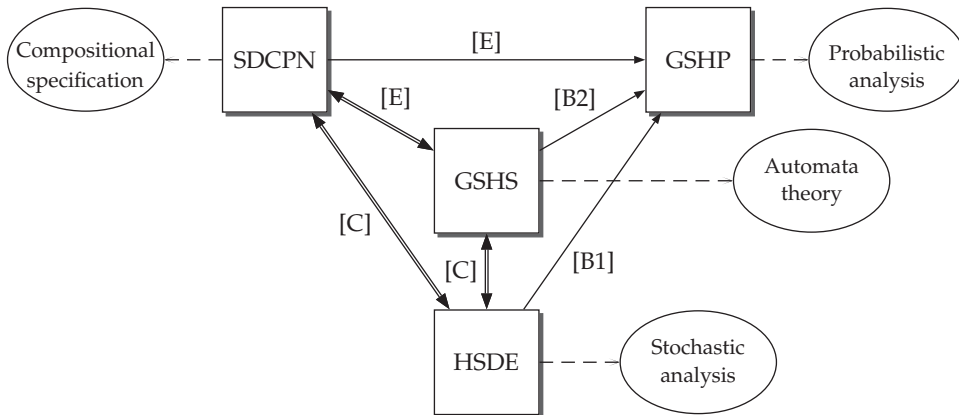 Compositional
specification
SDCPN
[E]
GSHP
Probabilistic
analysis
[E]
[B2]
GSHS
Automata
theory
[C]
[C]
[B1]
HSDE
Stochastic
analysis